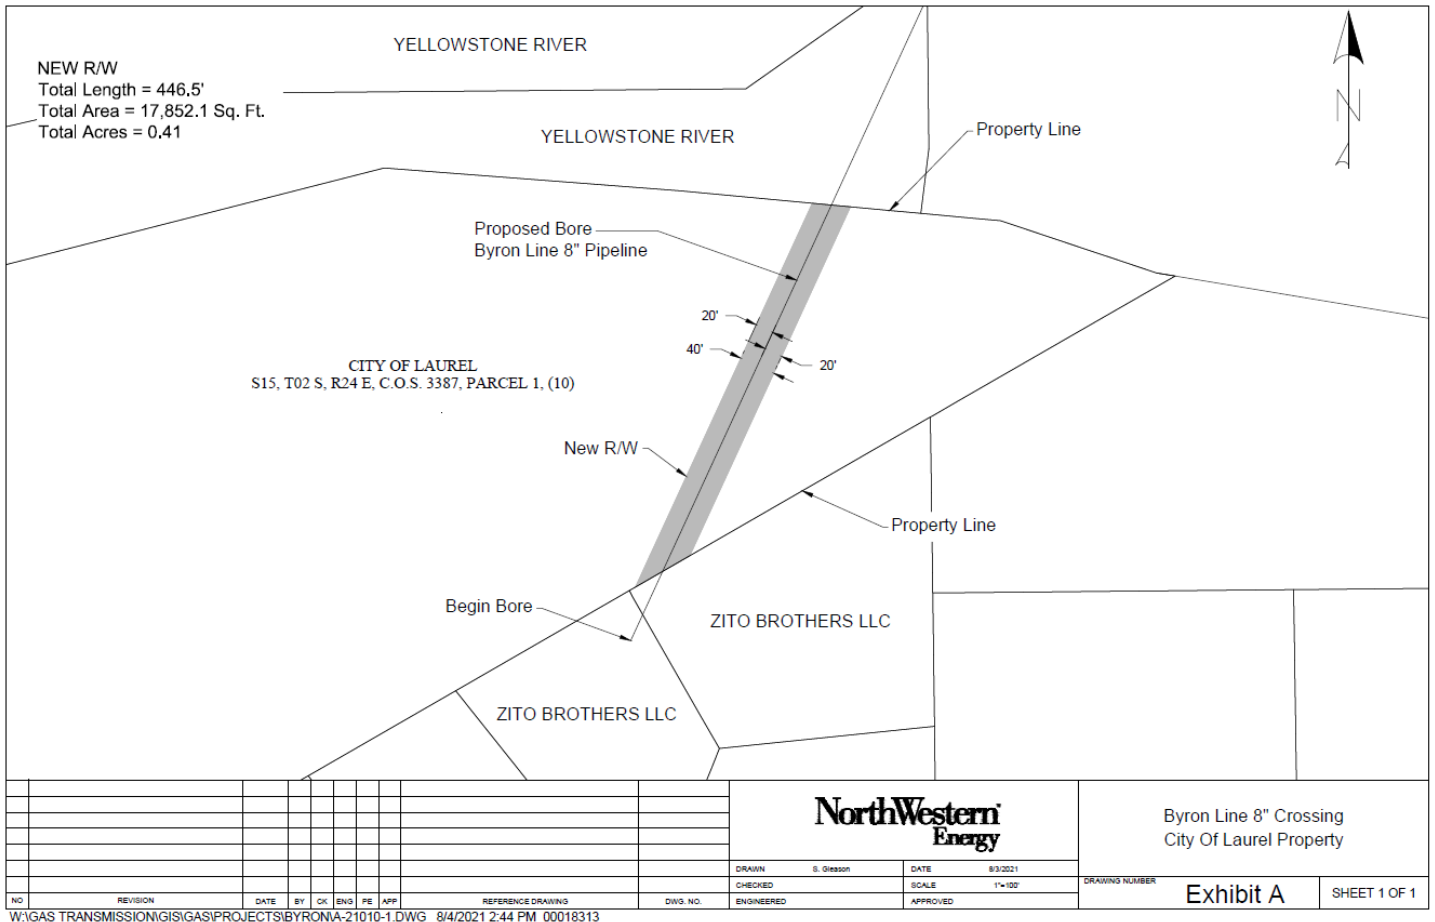 YELLOWSTONE RIVER
NEW R/W
Total Length = 446.5'
Total Area = 17,852.1 Sq. Ft.
Total Acres = 0.41
N
YELLOWSTONE RIVER
Property Line
Proposed Bore
Byron Line 8" Pipeline
20'
40'
20'
CITY OF LAUREL
S15, T02 S, R24 E, C.O.S. 3387, PARCEL 1, (10)
New R/W
Property Line
Begin Bore
ZITO BROTHERS LLC
ZITO BROTHERS LLC
NorthWestern
Energy
Byron Line 8" Crossing
City Of Laurel Property
DRAWN S. Gleason DATE 8/3/2021
CHECKED SCALE 1"=100'
ENGINEERED APPROVED
DRAWING NUMBER
Exhibit A
SHEET 1 OF 1
NO REVISION DATE BY CK ENG PE APP REFERENCE DRAWING DWG. NO.
W:\GAS TRANSMISSION\GIS\GAS\PROJECTS\BYRON\A-21010-1.DWG 8/4/2021 2:44 PM 00018313